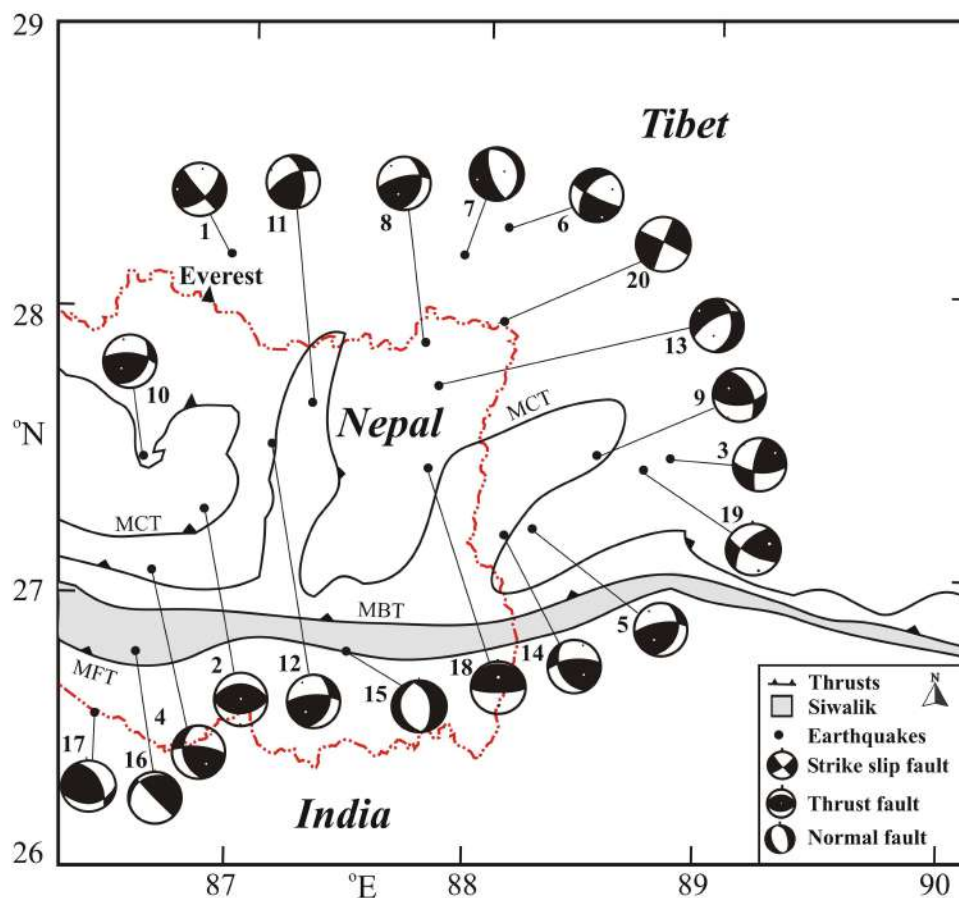 29
Tibet
7
11
8
6
1
20
Everest
28
13
10
MCT
9
°N
Nepal
3
MCT
19
27
MBT
5
MFT
2
12
14
18
15
4
17
16
N
Thrusts
Siwalik
Earthquakes
Strike slip fault
Thrust fault
Normal fault
India
26
87
°E
88
89
90